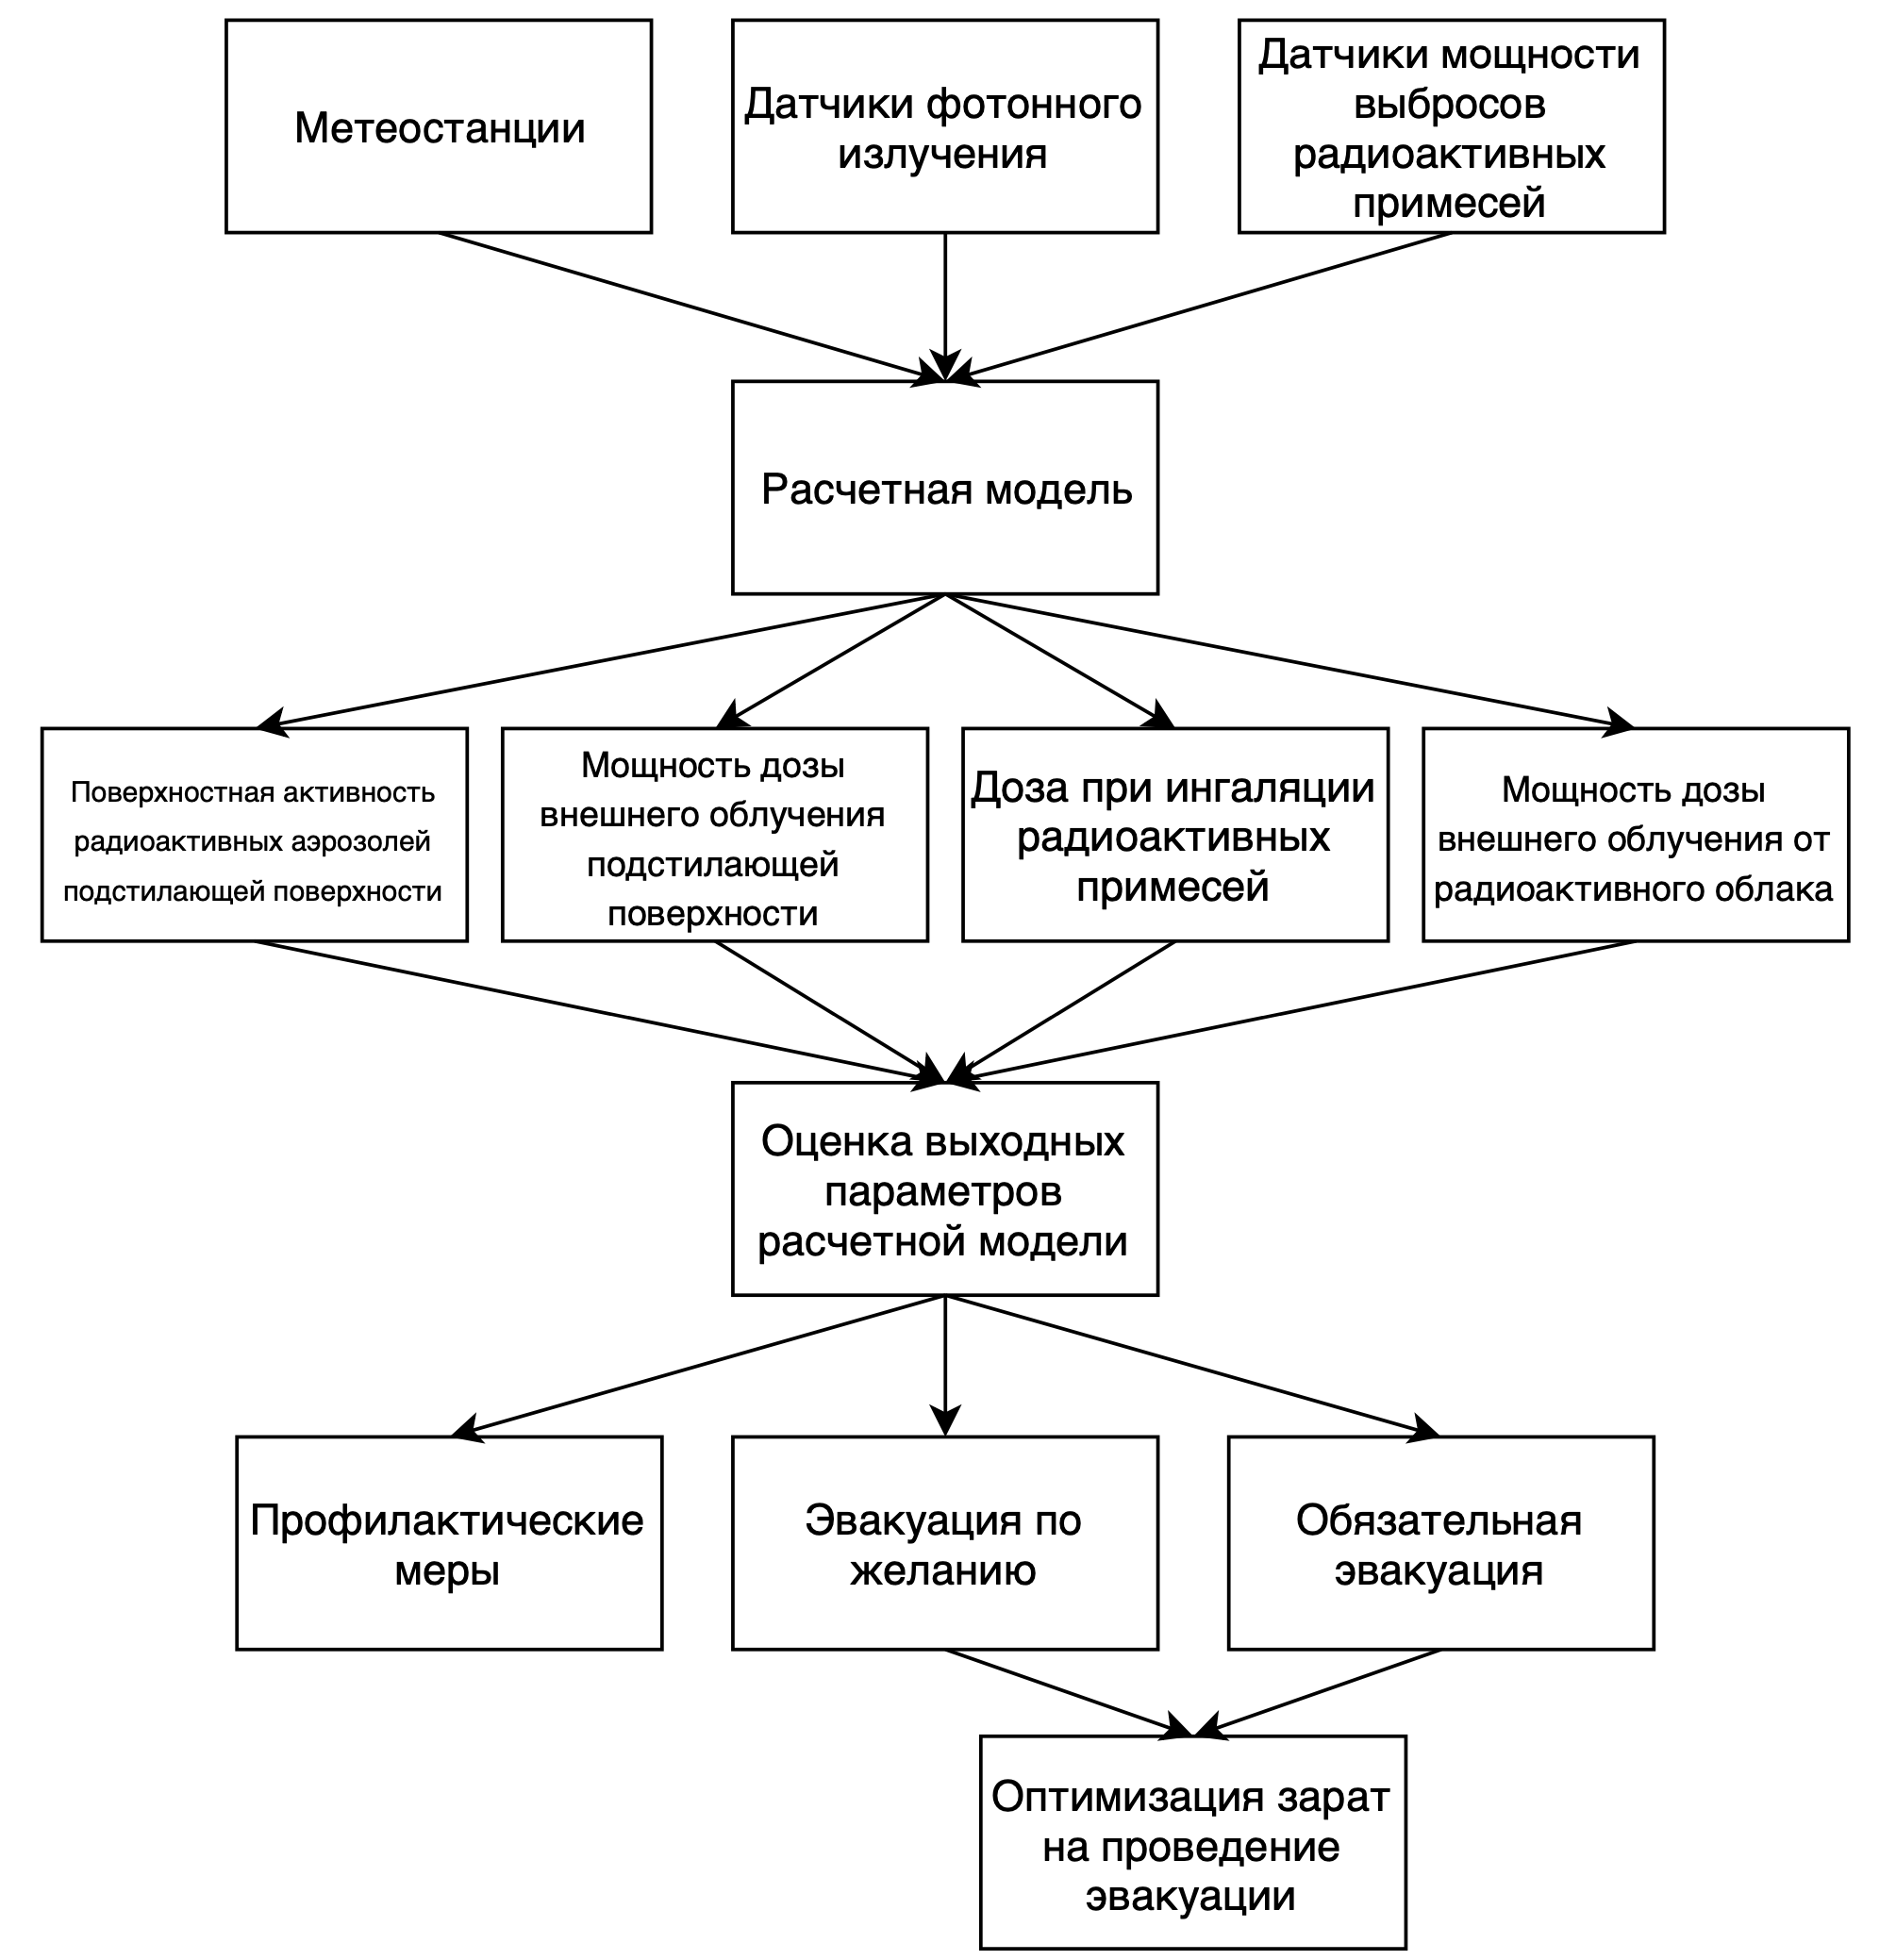 Метеостанции
Датчики фотонного
излучения
Датчики мощности
выбросов
радиоактивных
примесей
Расчетная модель
Поверхностная активность
радиоактивных аэрозолей
подстилающей поверхности
Мощность дозы
внешнего облучения
подстилающей
поверхности
Доза при ингаляции
радиоактивных
примесей
Мощность дозы
внешнего облучения от
радиоактивного облака
Оценка выходных
параметров
расчетной модели
Профилактические
меры
Эвакуация по
желанию
Обязательная
эвакуация
Оптимизация зарат
на проведение
эвакуации